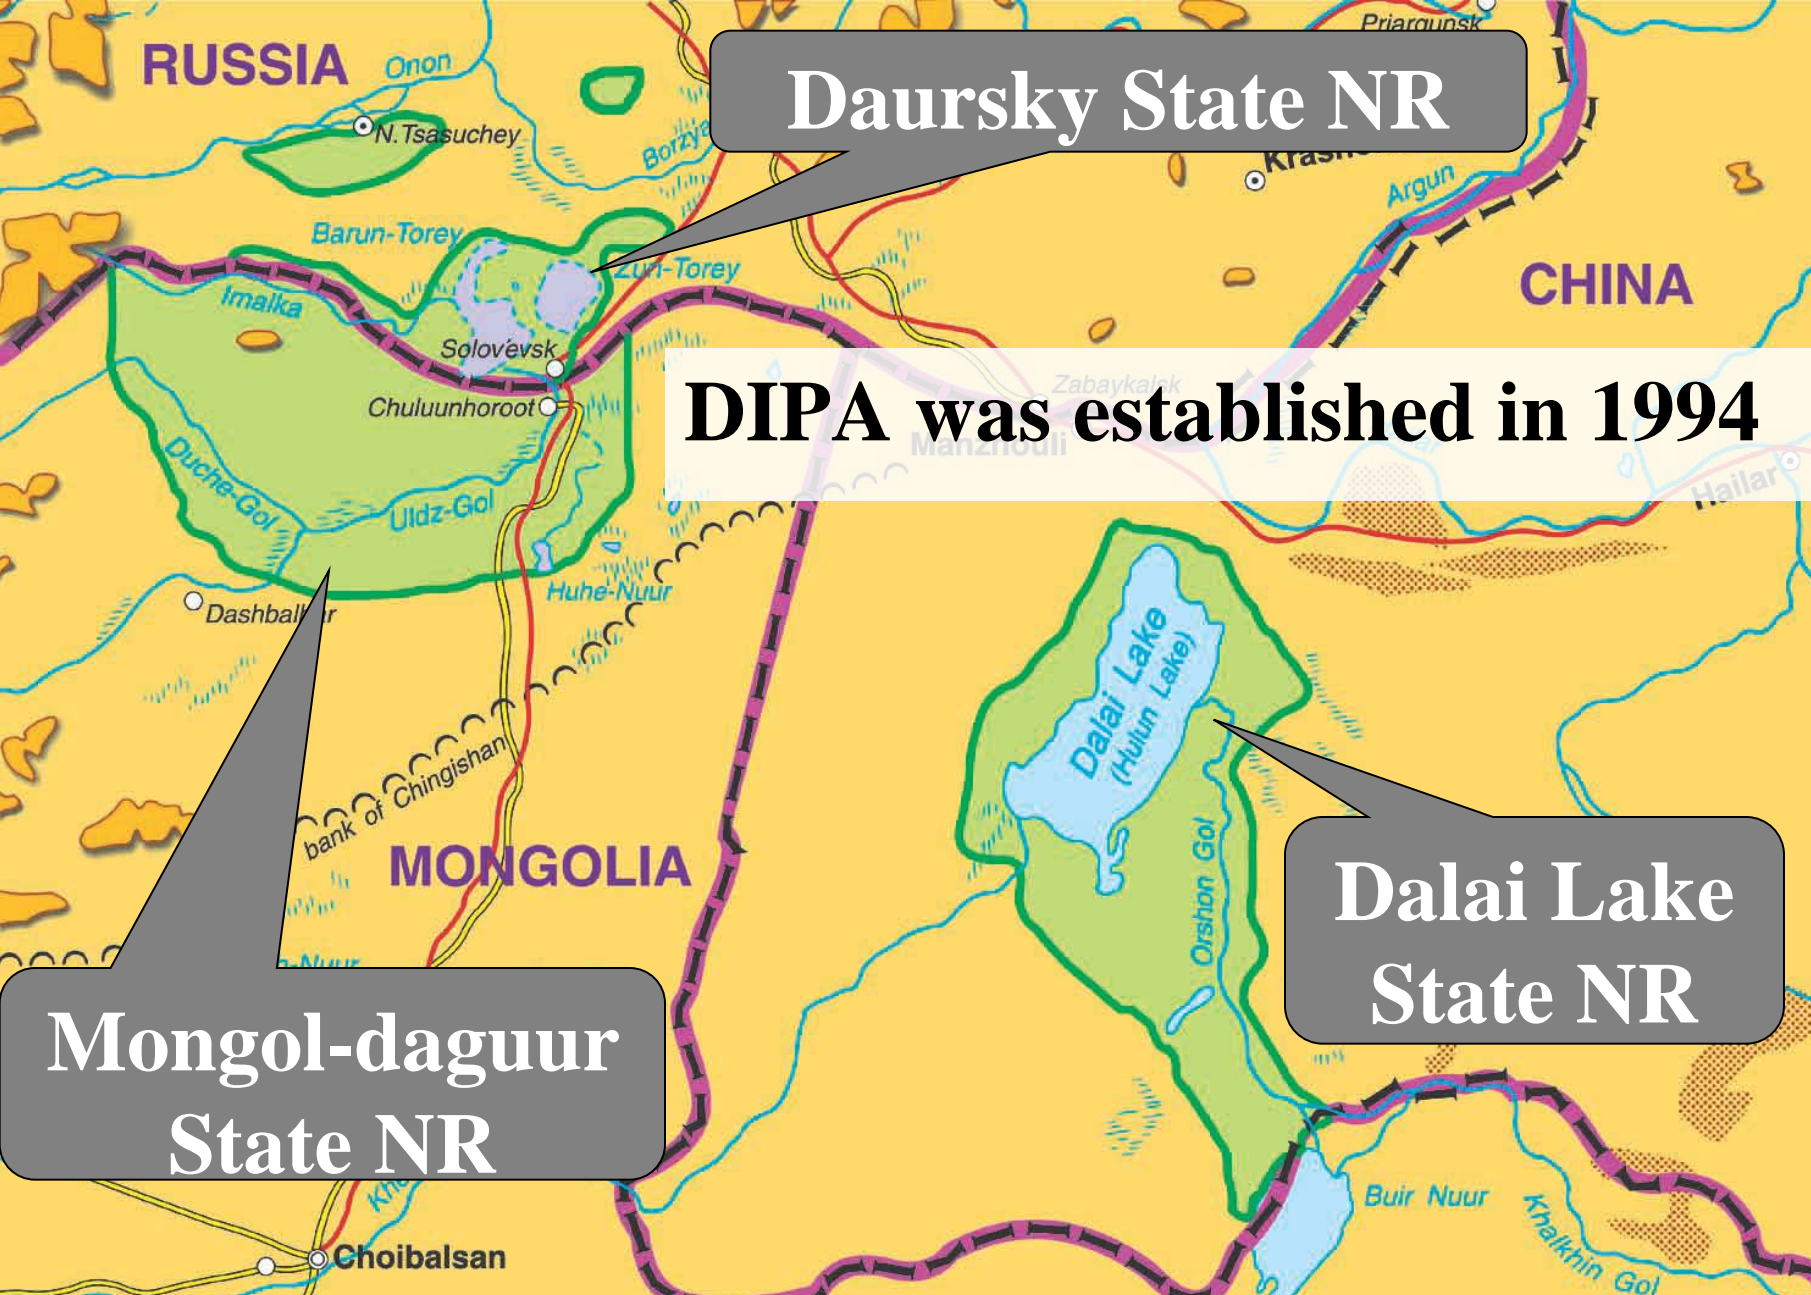 Priargunsk
RUSSIA
Onon
Daursky State NR
N. Tsasuchey
Borzya
Argun
Barun-Torey
Zun-Torey
CHINA
Imalka
Solov'evsk
Zabaykalsk
Chuluunhoroot
DIPA was established in 1994
Manzhouli
Duche-Gol
Uldz-Gol
Hailar
Huhe-Nuur
Dashbalbar
Dalai Lake
(Hulun Lake)
bank of Chingishan
MONGOLIA
Orshon Gol
Dalai Lake
State NR
Mongol-daguur
State NR
Buir Nuur
Khalkhin Gol
Choibalsan